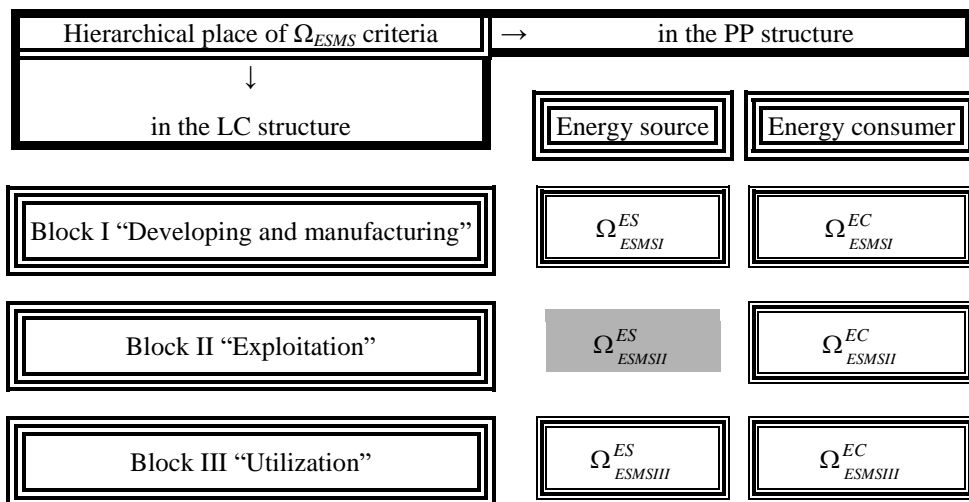 Hierarchical place of Ω_ESMS criteria → in the PP structure
↓
in the LC structure
Energy source Energy consumer
Block I “Developing and manufacturing” Ω^ES_ESMSI Ω^EC_ESMSI
Block II “Exploitation” Ω^ES_ESMSII Ω^EC_ESMSII
Block III “Utilization” Ω^ES_ESMSIII Ω^EC_ESMSIII